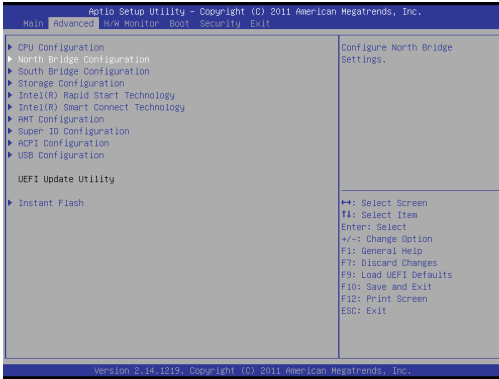 Aptio Setup Utility – Copyright (C) 2011 American Megatrends, Inc.
Main Advanced H/W Monitor Boot Security Exit
CPU Configuration
North Bridge Configuration
South Bridge Configuration
Storage Configuration
Intel(R) Rapid Start Technology
Intel(R) Smart Connect Technology
AMT Configuration
Super IO Configuration
ACPI Configuration
USB Configuration
UEFI Update Utility
Instant Flash
Configure North Bridge
Settings.
↔: Select Screen
↑↓: Select Item
Enter: Select
+/-: Change Option
F1: General Help
F7: Discard Changes
F9: Load UEFI Defaults
F10: Save and Exit
F12: Print Screen
ESC: Exit
Version 2.14.1219. Copyright (C) 2011 American Megatrends, Inc.